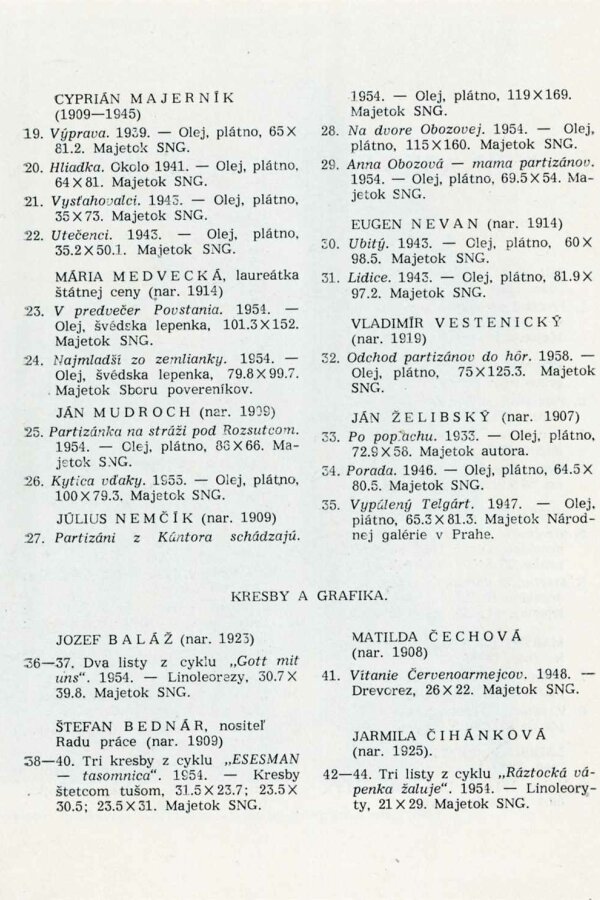 CYPRIÁN MAJERNÍK
(1909—1945)
19. Výprava. 1939. — Olej, plátno, 65×
81.2. Majetok SNG.
20. Hliadka. Okolo 1941. — Olej, plátno,
64×81. Majetok SNG.
21. Vysťahovalci. 1943. — Olej, plátno,
35×73. Majetok SNG.
22. Utečenci. 1943. — Olej, plátno,
35.2×50.1. Majetok SNG.
MÁRIA MEDVECKÁ, laureátka
štátnej ceny (nar. 1914)
23. V predvečer Povstania. 1954. —
Olej, švédska lepenka, 101.3×152.
Majetok SNG.
24. Najmladší zo zemlianky. 1954. —
Olej, švédska lepenka, 79.8×99.7.
Majetok Sboru povereníkov.
JÁN MUDROCH (nar. 1909)
25. Partizánka na stráži pod Rozsutcom.
1954. — Olej, plátno, 86×66. Ma-
jetok SNG.
26. Kytica vďaky. 1955. — Olej, plátno,
100×79.3. Majetok SNG.
JÚLIUS NEMČÍK (nar. 1909)
27. Partizáni z Kúntora schádzajú.
1954. — Olej, plátno, 119×169.
Majetok SNG.
28. Na dvore Obozovej. 1954. — Olej,
plátno, 115×160. Majetok SNG.
29. Anna Obozová — mama partizánov.
1954. — Olej, plátno, 69.5×54. Ma-
jetok SNG.
EUGEN NEVAN (nar. 1914)
30. Ubitý. 1943. — Olej, plátno, 60×
98.5. Majetok SNG.
31. Lidice. 1943. — Olej, plátno, 81.9×
97.2. Majetok SNG.
VLADIMÍR VESTENICKÝ
(nar. 1919)
32. Odchod partizánov do hôr. 1958. —
Olej, plátno, 75×125.3. Majetok
SNG.
JÁN ŽELIBSKÝ (nar. 1907)
33. Po poplachu. 1933. — Olej, plátno,
72.9×58. Majetok autora.
34. Porada. 1946. — Olej, plátno, 64.5×
80.5. Majetok SNG.
35. Vypálený Telgárt. 1947. — Olej,
plátno, 65.3×81.3. Majetok Národ-
nej galérie v Prahe.
KRESBY A GRAFIKA.
JOZEF BALÁŽ (nar. 1923)
36—37. Dva listy z cyklu „Gott mit
uns“. 1954. — Linolorezy, 30.7×
39.8. Majetok SNG.
ŠTEFAN BEDNÁR, nositeľ
Radu práce (nar. 1909)
38—40. Tri kresby z cyklu „ESESMAN
— tasomnica“. 1954. — Kresby
štetcom tušom, 31.5×23.7; 23.5×
30.5; 23.5×31. Majetok SNG.
MATILDA ČECHOVÁ
(nar. 1908)
41. Vítanie Červenoarmejcov. 1948. —
Drevorez, 26×22. Majetok SNG.
JARMILA ČIHÁNKOVÁ
(nar. 1925).
42—44. Tri listy z cyklu „Ráztocká vá-
penka žaluje“. 1954. — Linolery-
ty, 21×29. Majetok SNG.